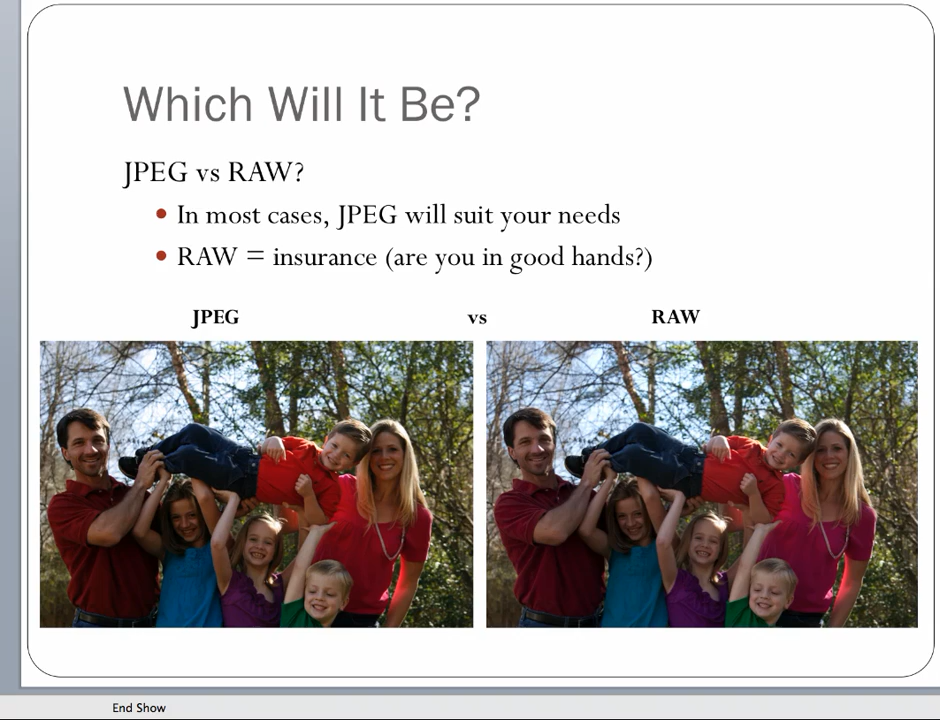 Which Will It Be?
JPEG vs RAW?
• In most cases, JPEG will suit your needs
• RAW = insurance (are you in good hands?)
JPEG vs RAW
End Show